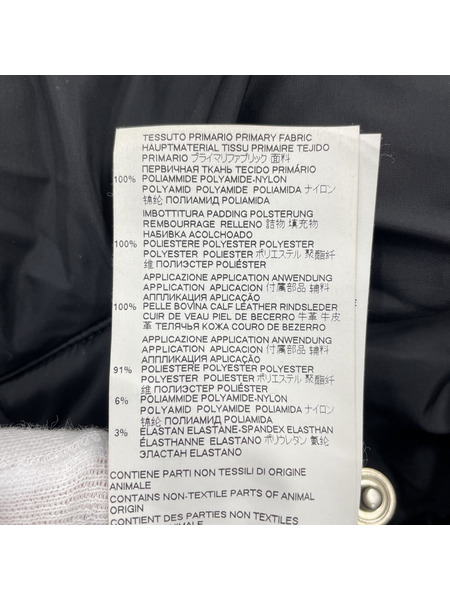 TESSUTO PRIMARIO PRIMARY FABRIC
HAUPTMATERIAL TISSU PRIMAIRE TEJIDO
PRIMARIO プライマリファブリック 面料
ПЕРВИЧНАЯ ТКАНЬ TECIDO PRIMÁRIO
100% POLIAMMIDE POLYAMIDE-NYLON
POLYAMID POLYAMIDE POLIAMIDA ナイロン
锦纶 ПОЛИАМИД POLIAMIDA
IMBOTTITURA PADDING POLSTERUNG
REMBOURRAGE RELLENO 詰物 填充物
НАБИВКА ACOLCHOADO
100% POLIESTERE POLYESTER POLYESTER
POLYESTER POLIESTER ポリエステル 聚酯纤
维 ПОЛИЭСТЕР POLIÉSTER
APPLICAZIONE APPLICATION ANWENDUNG
APPLICATION APLICACION 付属部品 辅料
АППЛИКАЦИЯ APLICAÇÃO
100% PELLE BOVINA CALF LEATHER RINDSLEDER
CUIR DE VEAU PIEL DE BECERRO 牛革 牛皮
革 ТЕЛЯЧЬЯ КОЖА COURO DE BEZERRO
APPLICAZIONE APPLICATION ANWENDUNG
APPLICATION APLICACION 付属部品 辅料
АППЛИКАЦИЯ APLICAÇÃO
91% POLIESTERE POLYESTER POLYESTER
POLYESTER POLIESTER ポリエステル 聚酯纤
维 ПОЛИЭСТЕР POLIÉSTER
6% POLIAMMIDE POLYAMIDE-NYLON
POLYAMID POLYAMIDE POLIAMIDA ナイロン
锦纶 ПОЛИАМИД POLIAMIDA
3% ELASTAN ELASTANE-SPANDEX ELASTHAN
ÉLASTHANNE ELASTANO ポリウレタン 氨纶
ЭЛАСТАН ELASTANO
CONTIENE PARTI NON TESSILI DI ORIGINE
ANIMALE
CONTAINS NON-TEXTILE PARTS OF ANIMAL
ORIGIN
CONTIENT DES PARTIES NON TEXTILES
D'ORIGINE ANIMALE